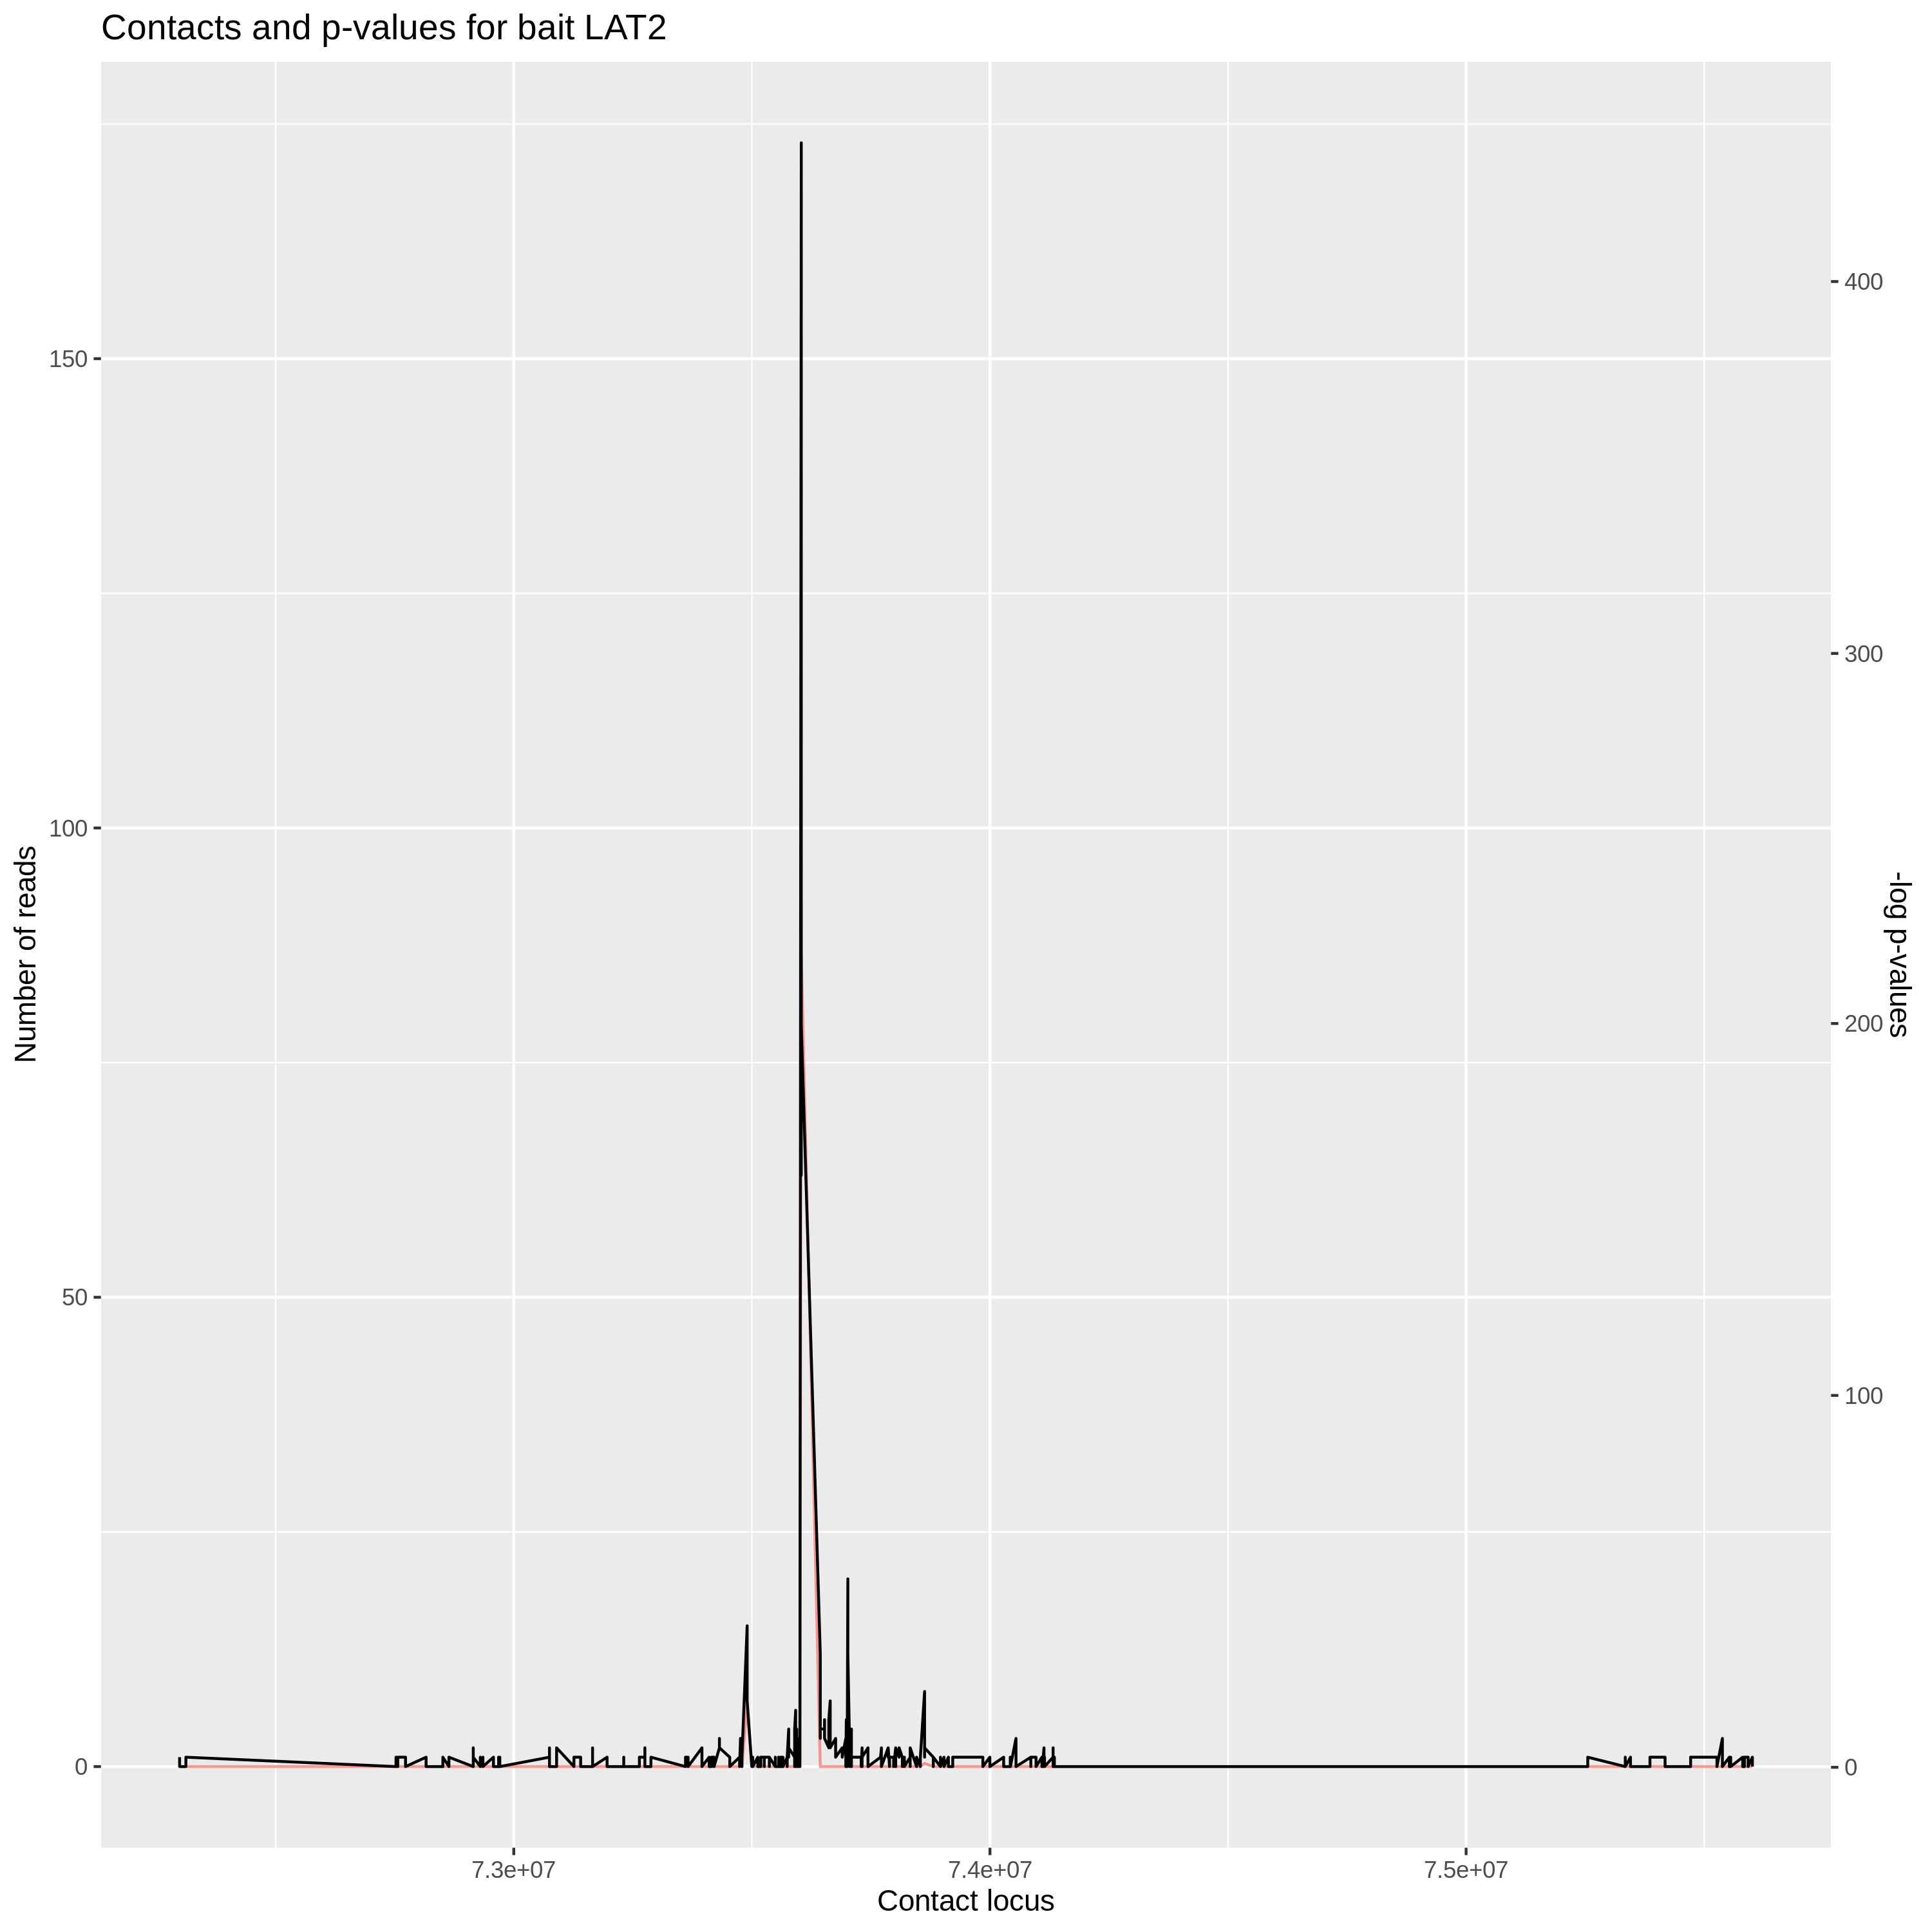 Contacts and p-values for bait LAT2
150
100
50
0
Number of reads
400
300
200
100
0
-log p-values
7.3e+07
7.4e+07
7.5e+07
Contact locus